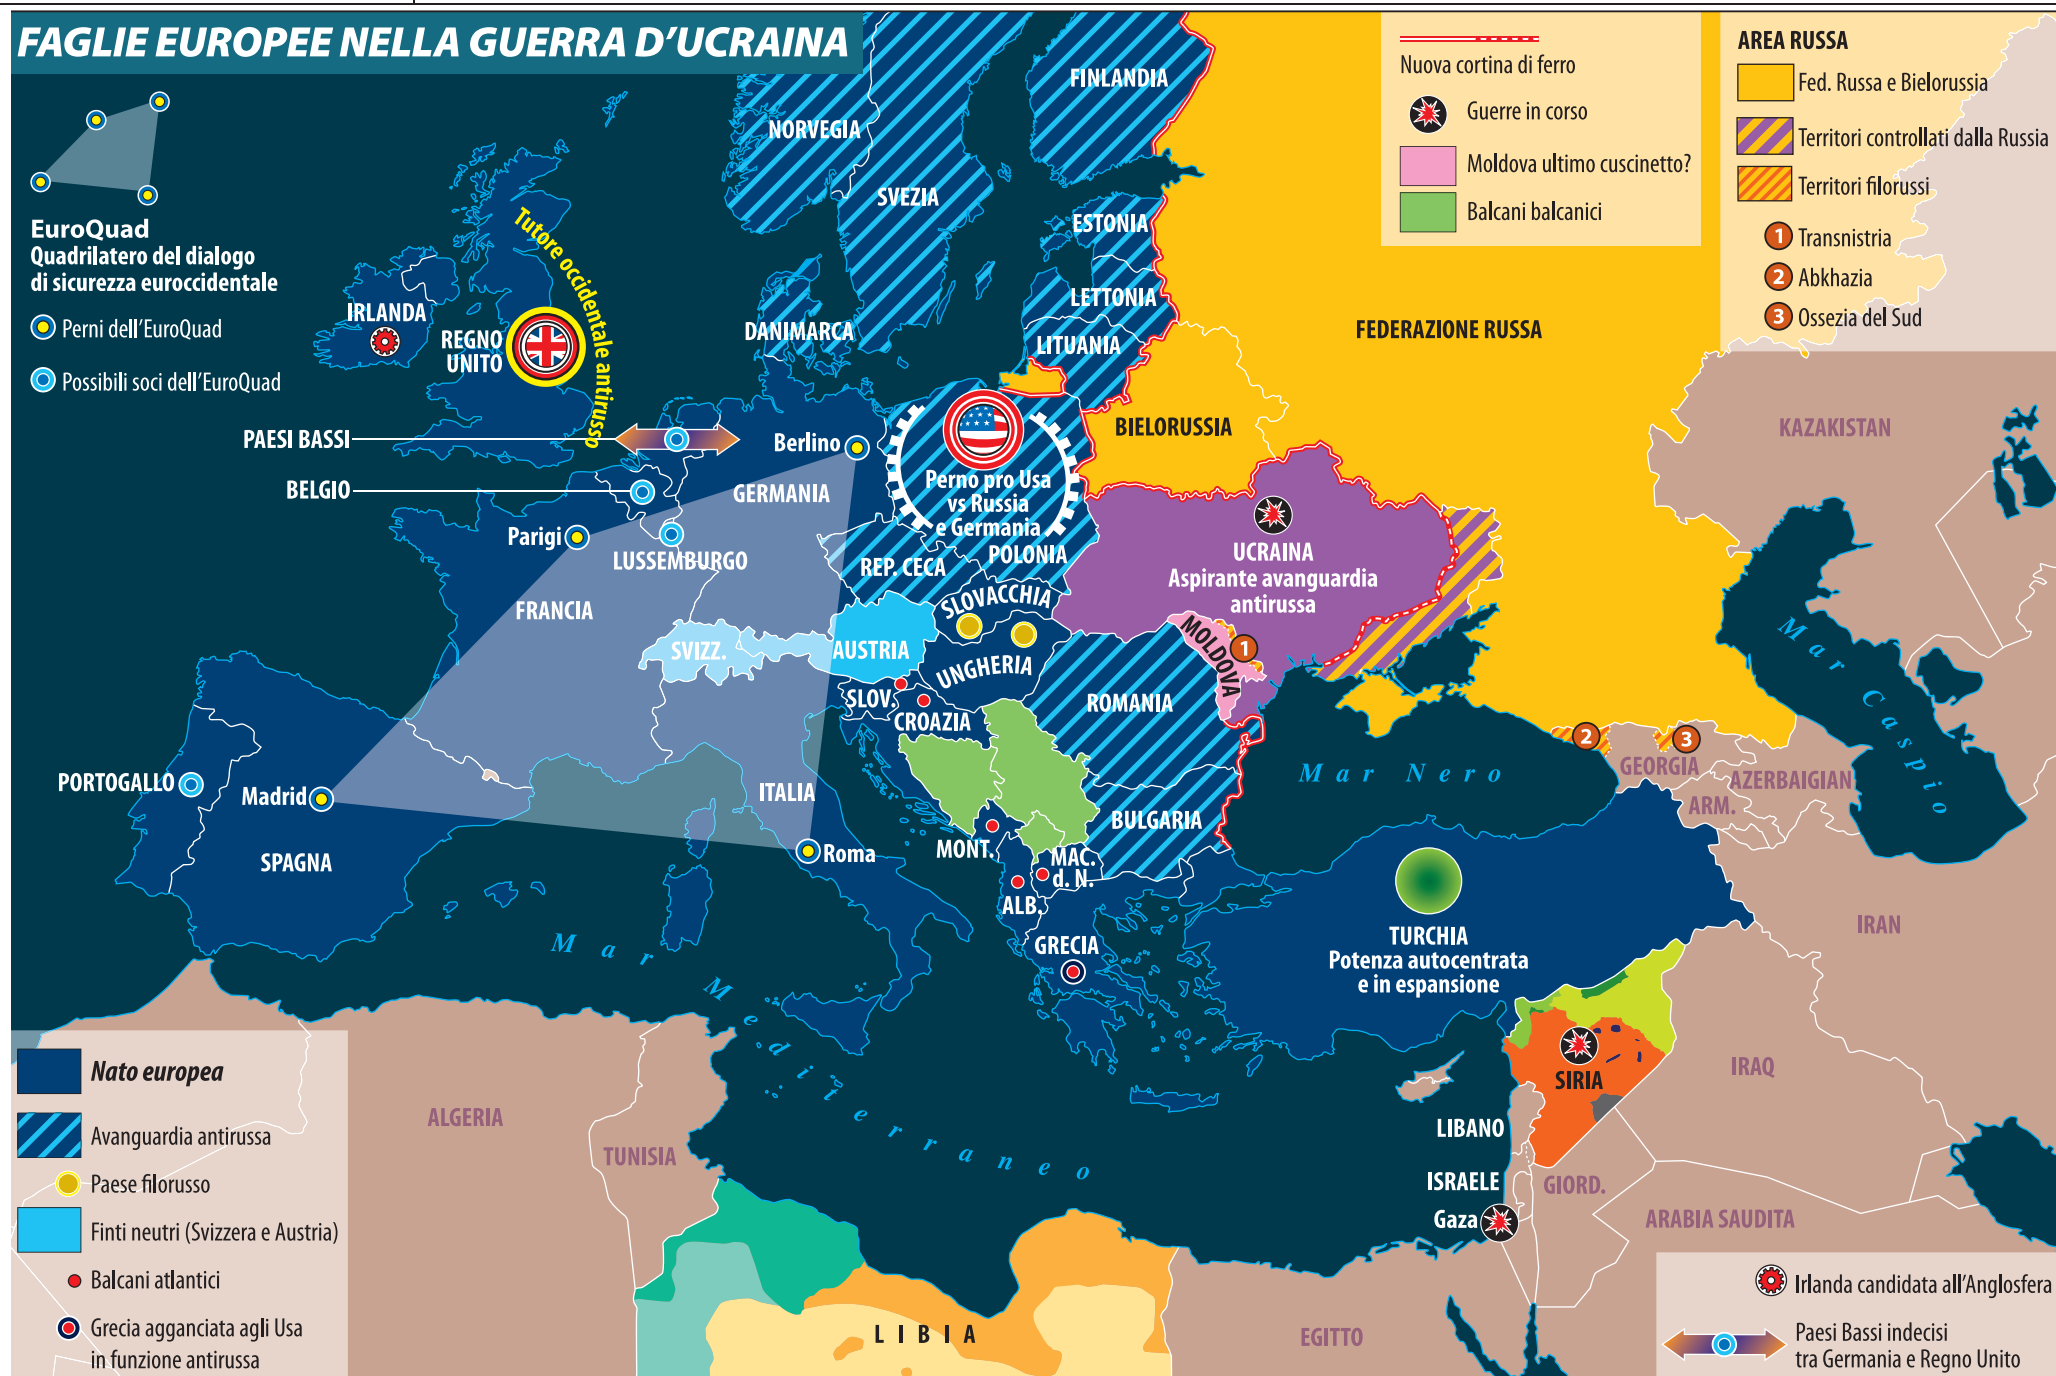 FAGLIE EUROPEE NELLA GUERRA D'UCRAINA
EuroQuad
Quadrilatero del dialogo
di sicurezza euroccidentale
Perni dell'EuroQuad
Possibili soci dell'EuroQuad
Nuova cortina di ferro
Guerre in corso
Moldova ultimo cuscinetto?
Balcani balcanici
AREA RUSSA
Fed. Russa e Bielorussia
Territori controllati dalla Russia
Territori filorussi
1 Transnistria
2 Abkhazia
3 Ossezia del Sud
FINLANDIA
NORVEGIA
SVEZIA
ESTONIA
LETTONIA
LITUANIA
DANIMARCA
IRLANDA
REGNO
UNITO
Tutore occidentale antirusso
FEDERAZIONE RUSSA
BIELORUSSIA
KAZAKISTAN
PAESI BASSI
BELGIO
Berlino
GERMANIA
Parigi
LUSSEMBURGO
FRANCIA
Perno pro Usa
vs Russia
e Germania
POLONIA
REP. CECA
SLOVACCHIA
UCRAINA
Aspirante avanguardia
antirussa
SVIZZ.
AUSTRIA
UNGHERIA
MOLDOVA
1
SLOV.
CROAZIA
ROMANIA
PORTOGALLO
Madrid
SPAGNA
ITALIA
Roma
MONT.
MAC.
d. N.
ALB.
GRECIA
BULGARIA
Mar Nero
Mar Caspio
2
3
GEORGIA
ARM.
AZERBAIGIAN
TURCHIA
Potenza autocentrata
e in espansione
IRAN
Mar Mediterraneo
SIRIA
IRAQ
LIBANO
ISRAELE
Gaza
GIORD.
ARABIA SAUDITA
ALGERIA
TUNISIA
LIBIA
EGITTO
Nato europea
Avanguardia antirussa
Paese filorusso
Finti neutri (Svizzera e Austria)
Balcani atlantici
Grecia agganciata agli Usa
in funzione antirussa
Irlanda candidata all'Anglosfera
Paesi Bassi indecisi
tra Germania e Regno Unito